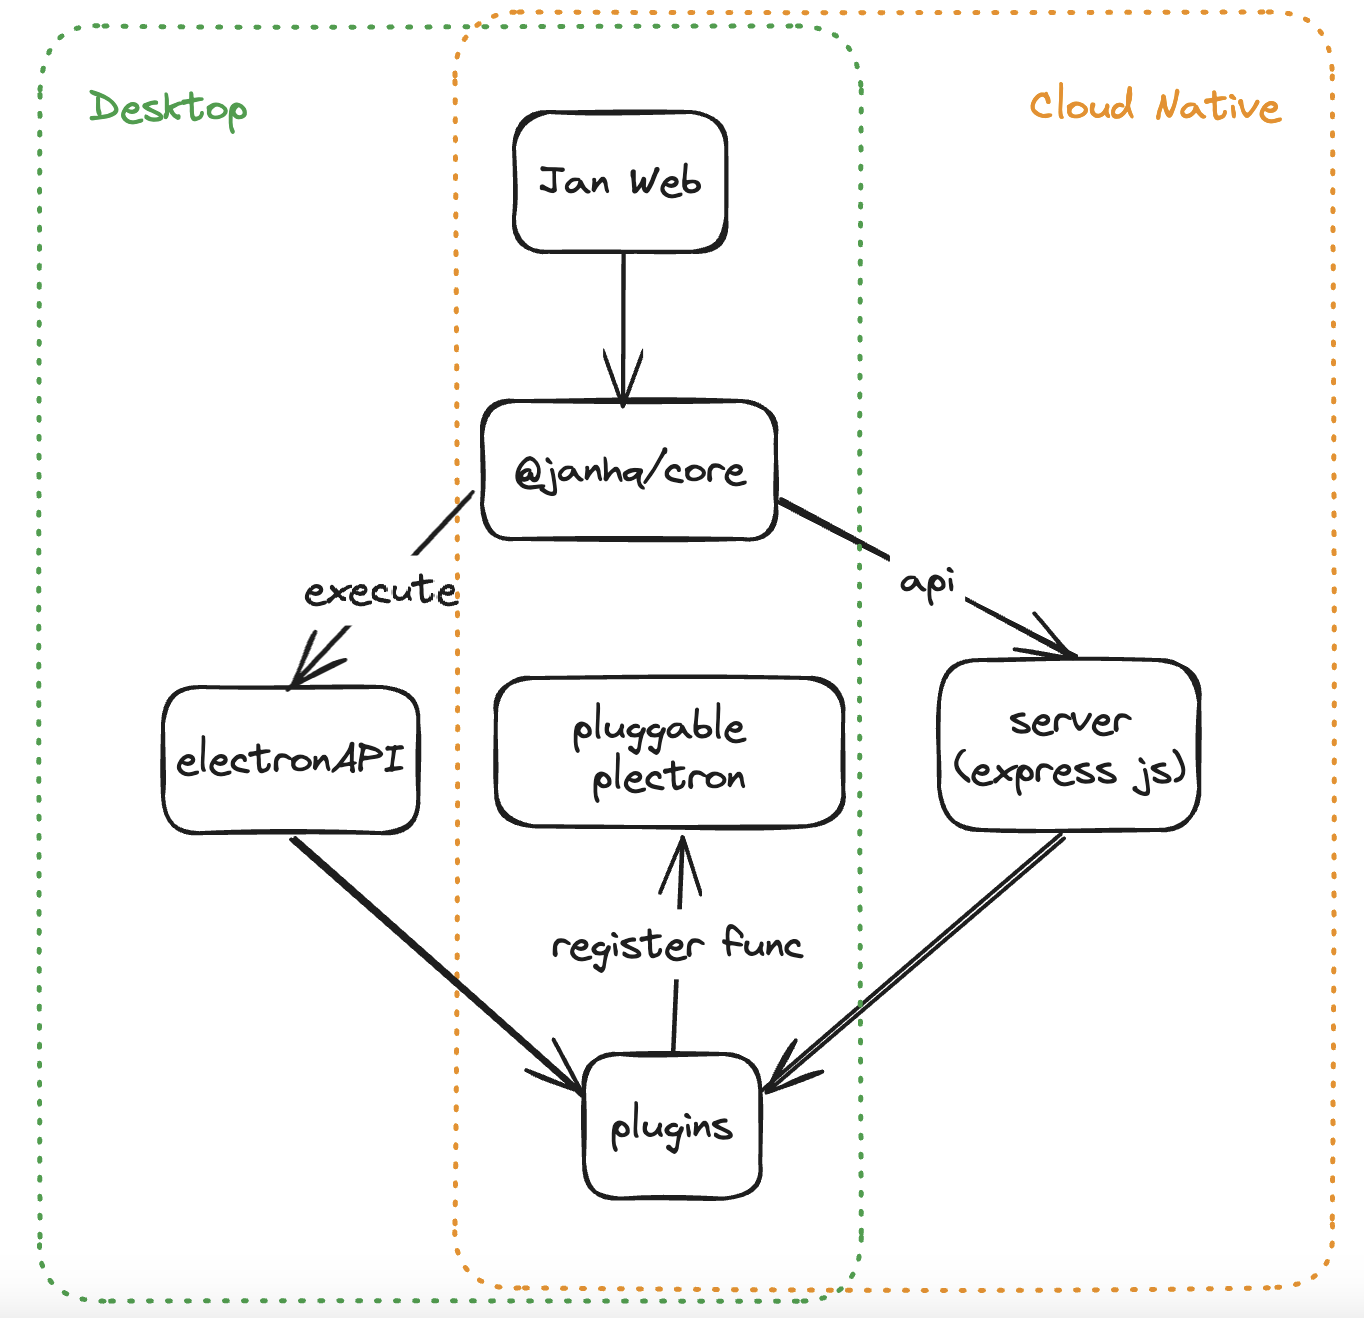 Desktop
Cloud Native
Jan Web
@janhq/core
execute
api
electronAPI
pluggable
plectron
server
(express js)
register func
plugins